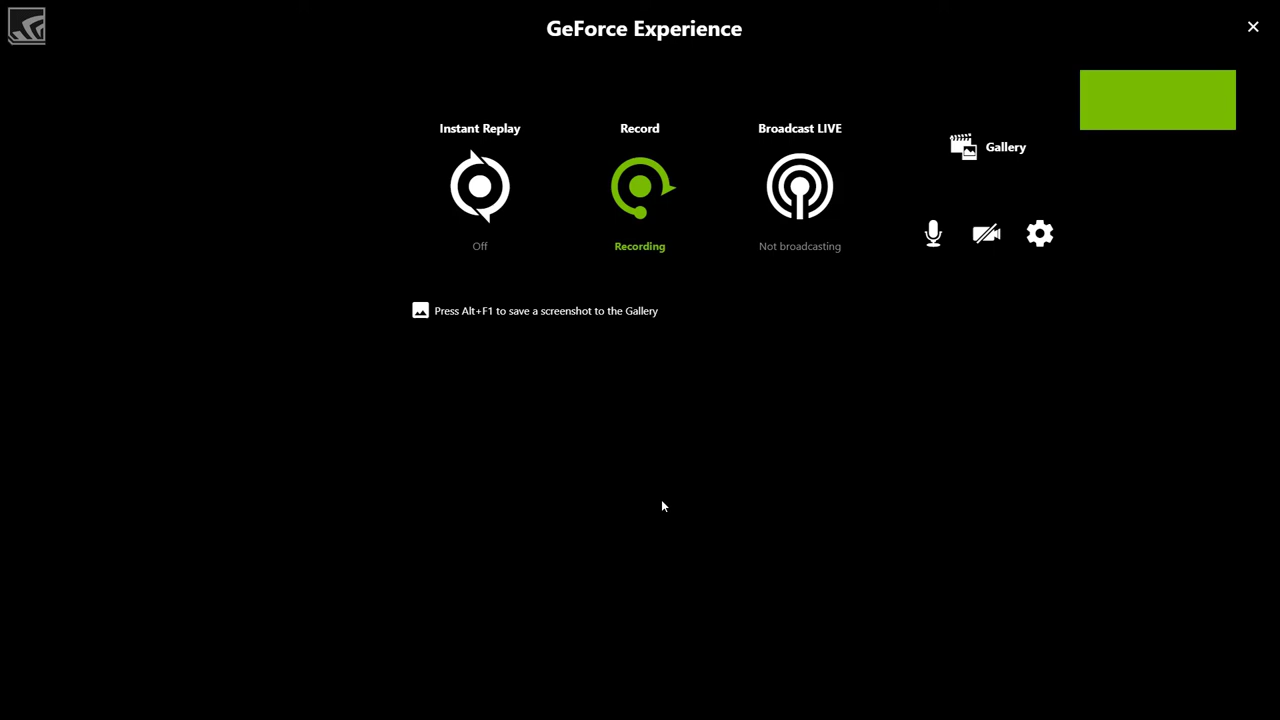 GeForce Experience
Instant Replay
Record
Broadcast LIVE
Gallery
Off
Recording
Not broadcasting
Press Alt+F1 to save a screenshot to the Gallery